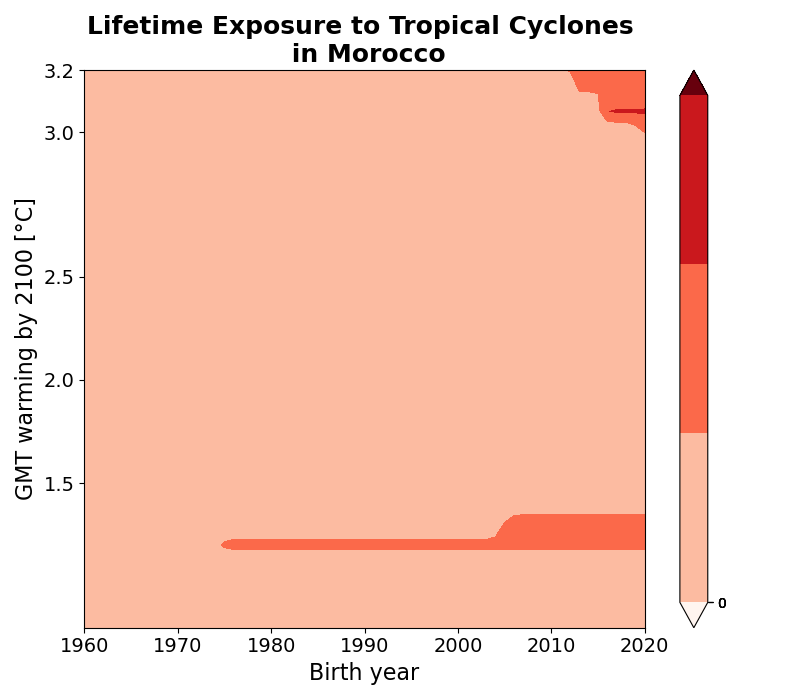 Lifetime Exposure to Tropical Cyclones
in Morocco
3.2
3.0
2.5
2.0
1.5
GMT warming by 2100 [°C]
1960 1970 1980 1990 2000 2010 2020
Birth year
0